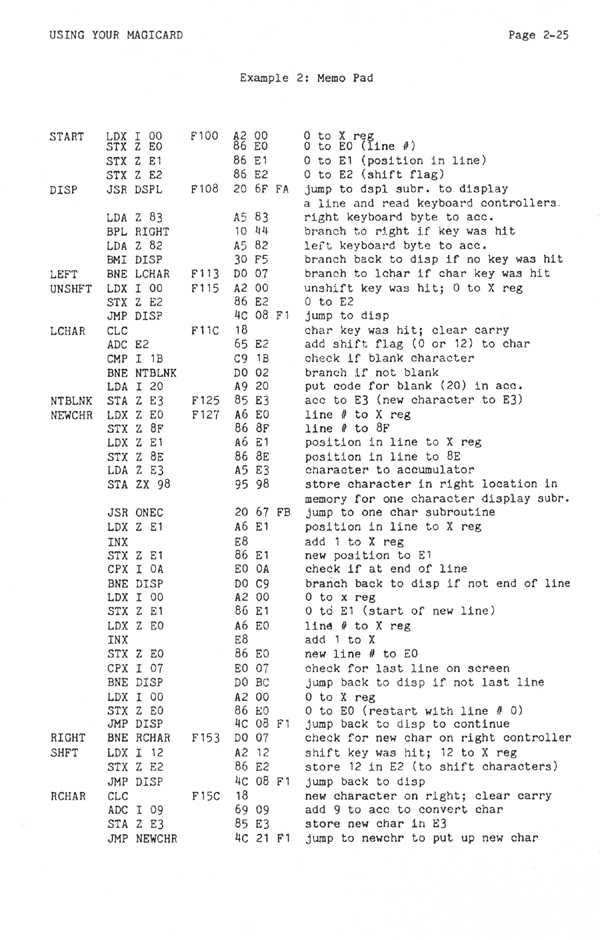 USING YOUR MAGICARD Page 2-25
Example 2: Memo Pad
START LDX I 00 F100 A2 00 0 to X reg
STX Z E0 86 E0 0 to E0 (line #)
STX Z E1 86 E1 0 to E1 (position in line)
STX Z E2 86 E2 0 to E2 (shift flag)
DISP JSR DSPL F108 20 6F FA jump to dspl subr. to display
a line and read keyboard controllers.
LDA Z 83 A5 83 right keyboard byte to acc.
BPL RIGHT 10 44 branch to right if key was hit
LDA Z 82 A5 82 left keyboard byte to acc.
BMI DISP 30 F5 branch back to disp if no key was hit
LEFT BNE LCHAR F113 D0 07 branch to lchar if char key was hit
UNSHFT LDX I 00 F115 A2 00 unshift key was hit; 0 to X reg
STX Z E2 86 E2 0 to E2
JMP DISP 4C 08 F1 jump to disp
LCHAR CLC F11C 18 char key was hit; clear carry
ADC E2 65 E2 add shift flag (0 or 12) to char
CMP I 1B C9 1B check if blank character
BNE NTBLNK D0 02 branch if not blank
LDA I 20 A9 20 put code for blank (20) in acc.
NTBLNK STA Z E3 F125 85 E3 acc to E3 (new character to E3)
NEWCHR LDX Z E0 F127 A6 E0 line # to X reg
STX Z 8F 86 8F line # to 8F
LDX Z E1 A6 E1 position in line to X reg
STX Z 8E 86 8E position in line to 8E
LDA Z E3 A5 E3 character to accumulator
STA ZX 98 95 98 store character in right location in
memory for one character display subr.
JSR ONEC 20 67 FB jump to one char subroutine
LDX Z E1 A6 E1 position in line to X reg
INX E8 add 1 to X reg
STX Z E1 86 E1 new position to E1
CPX I 0A E0 0A check if at end of line
BNE DISP D0 C9 branch back to disp if not end of line
LDX I 00 A2 00 0 to x reg
STX Z E1 86 E1 0 to E1 (start of new line)
LDX Z E0 A6 E0 line # to X reg
INX E8 add 1 to X
STX Z E0 86 E0 new line # to E0
CPX I 07 E0 07 check for last line on screen
BNE DISP D0 BC jump back to disp if not last line
LDX I 00 A2 00 0 to X reg
STX Z E0 86 E0 0 to E0 (restart with line # 0)
JMP DISP 4C 08 F1 jump back to disp to continue
RIGHT BNE RCHAR F153 D0 07 check for new char on right controller
SHFT LDX I 12 A2 12 shift key was hit; 12 to X reg
STX Z E2 86 E2 store 12 in E2 (to shift characters)
JMP DISP 4C 08 F1 jump back to disp
RCHAR CLC F15C 18 new character on right; clear carry
ADC I 09 69 09 add 9 to acc to convert char
STA Z E3 85 E3 store new char in E3
JMP NEWCHR 4C 21 F1 jump to newchr to put up new char